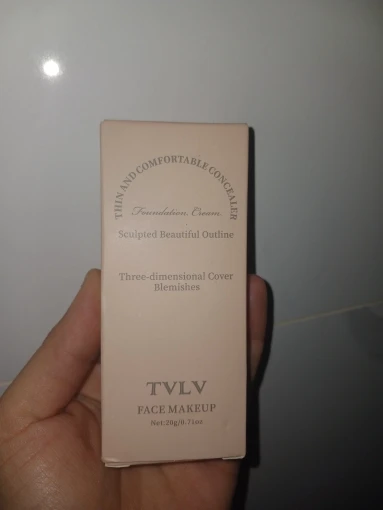 THIN AND COMFORTABLE CONCEALER
Foundation Cream
Sculpted Beautiful Outline
Three-dimensional Cover
Blemishes
TVLV
FACE MAKEUP
Net:20g/0.71oz